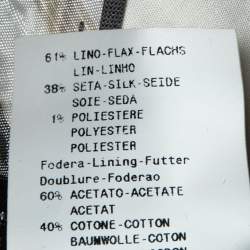 61% LINO-FLAX-FLACHS
LIN-LINHO
38% SETA-SILK-SEIDE
SOIE-SEDA
1% POLIESTERE
POLYESTER
POLIESTER
Fodera-Lining-Futter
Doublure-Foderao
60% ACETATO-ACETATE
ACETAT
40% COTONE-COTTON
BAUMWOLLE-COTON